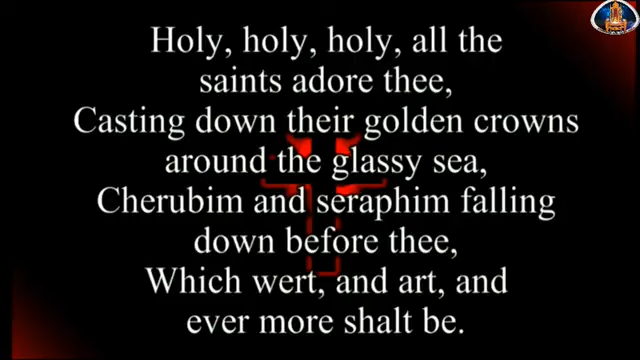 Holy, holy, holy, all the
saints adore thee,
Casting down their golden crowns
around the glassy sea,
Cherubim and seraphim falling
down before thee,
Which wert, and art, and
ever more shalt be.